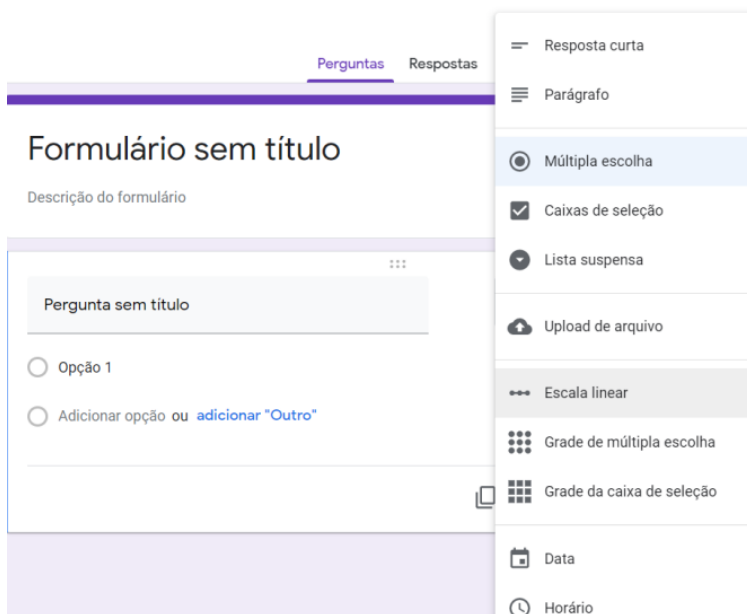 Perguntas Respostas
Formulário sem título
Descrição do formulário
Pergunta sem título
Opção 1
Adicionar opção ou adicionar "Outro"
Resposta curta
Parágrafo
Múltipla escolha
Caixas de seleção
Lista suspensa
Upload de arquivo
Escala linear
Grade de múltipla escolha
Grade da caixa de seleção
Data
Horário